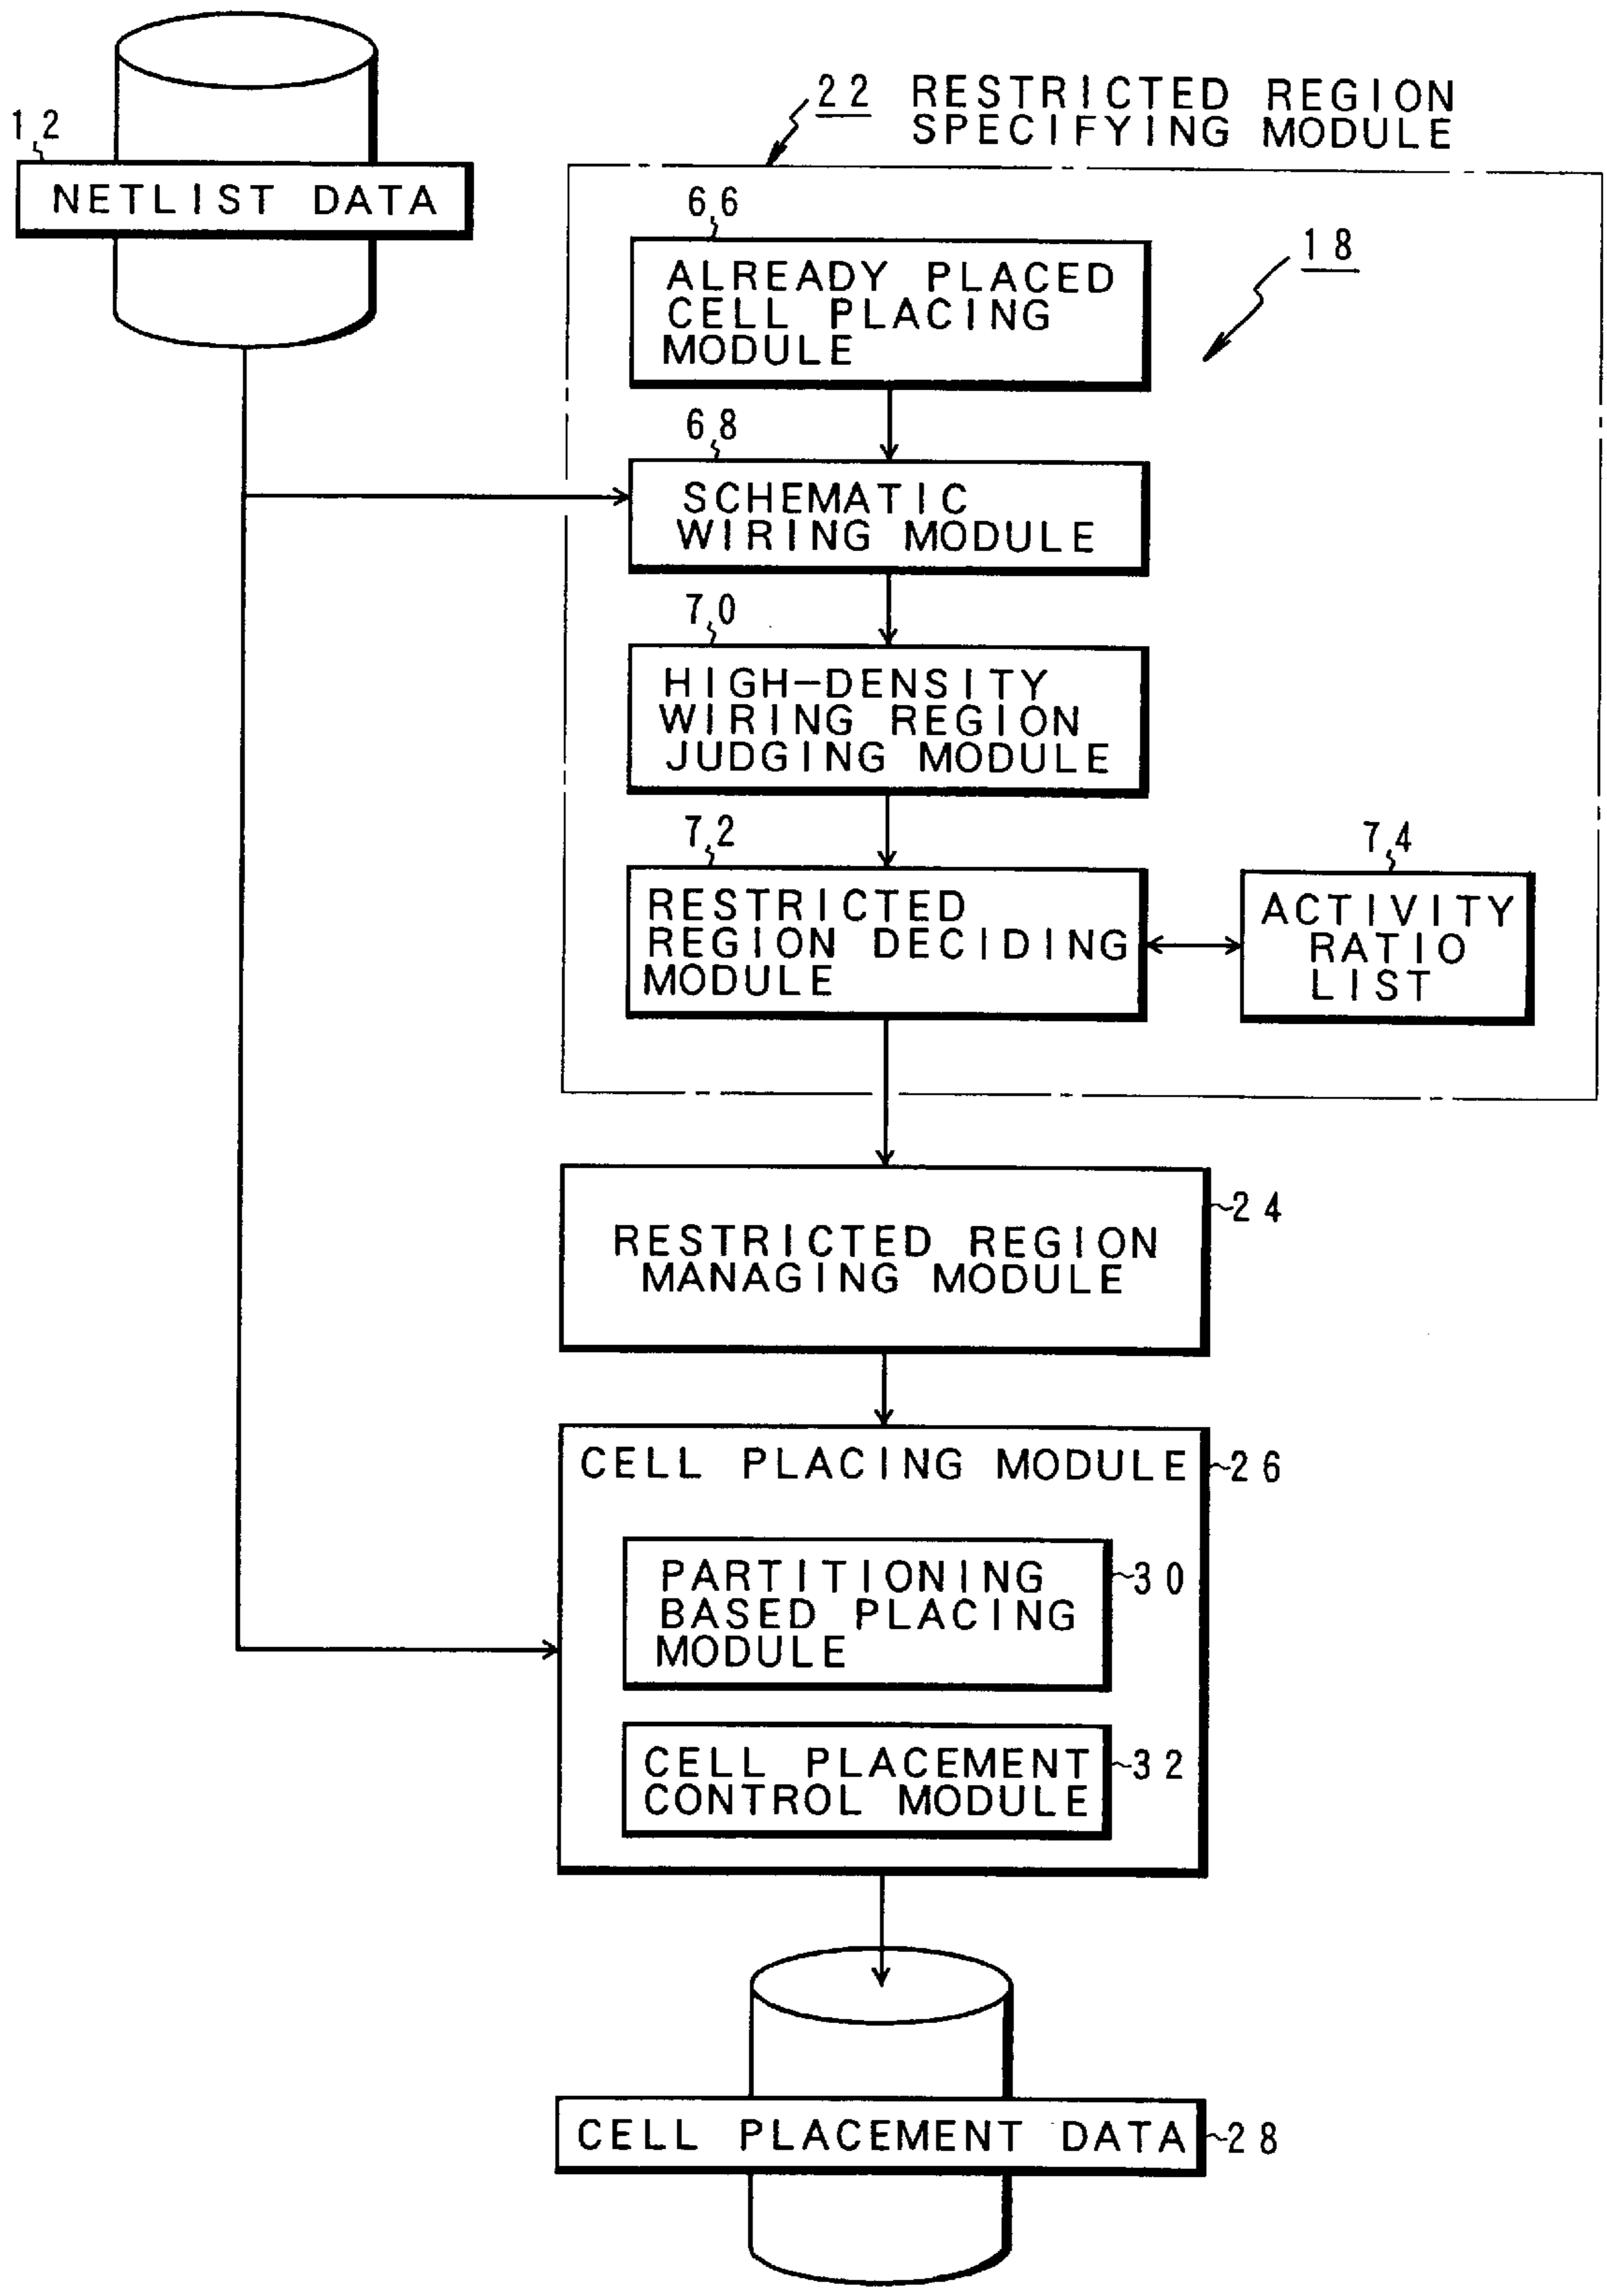 12
NETLIST DATA
22 RESTRICTED REGION
SPECIFYING MODULE
18
66
ALREADY PLACED
CELL PLACING
MODULE
68
SCHEMATIC
WIRING MODULE
70
HIGH-DENSITY
WIRING REGION
JUDGING MODULE
72
RESTRICTED
REGION DECIDING
MODULE
74
ACTIVITY
RATIO
LIST
24
RESTRICTED REGION
MANAGING MODULE
CELL PLACING MODULE
26
PARTITIONING
BASED PLACING
MODULE
30
CELL PLACEMENT
CONTROL MODULE
32
CELL PLACEMENT DATA
28